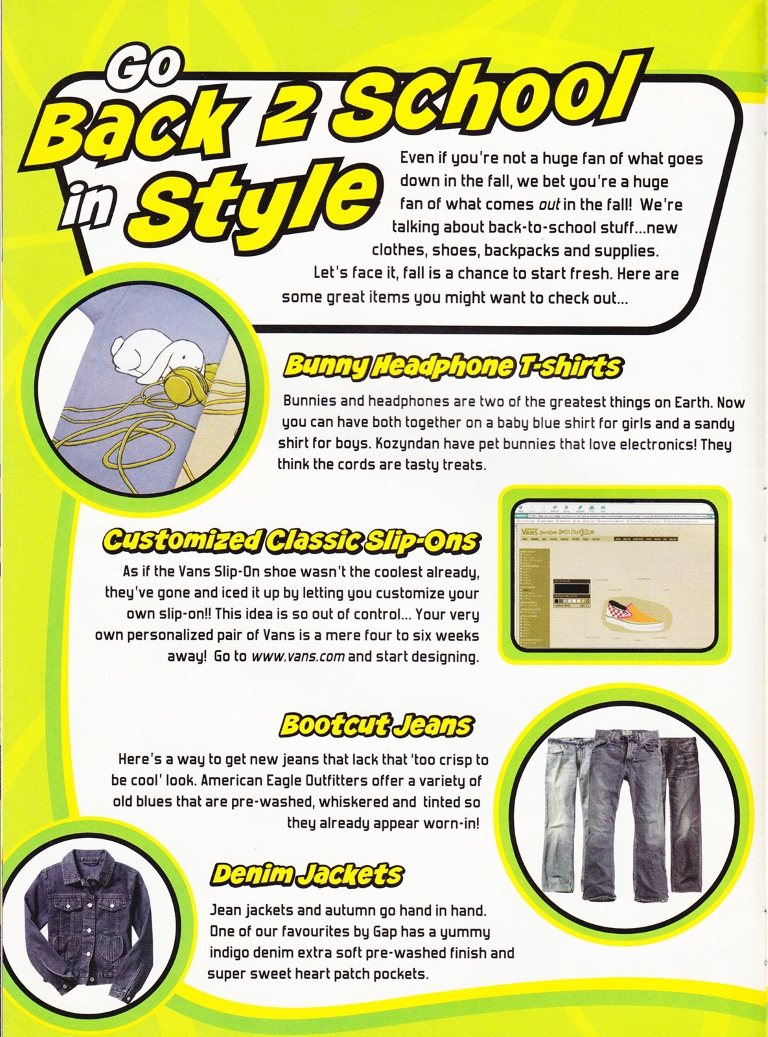 Go
Back 2 School
in Style
Even if you're not a huge fan of what goes
down in the fall, we bet you're a huge
fan of what comes out in the fall! We're
talking about back-to-school stuff...new
clothes, shoes, backpacks and supplies.
Let's face it, fall is a chance to start fresh. Here are
some great items you might want to check out...
Bunny Headphone T-shirts
Bunnies and headphones are two of the greatest things on Earth. Now
you can have both together on a baby blue shirt for girls and a sandy
shirt for boys. Kozyndan have pet bunnies that love electronics! They
think the cords are tasty treats.
Customized Classic Slip-Ons
As if the Vans Slip-On shoe wasn't the coolest already,
they've gone and iced it up by letting you customize your
own slip-on!! This idea is so out of control... Your very
own personalized pair of Vans is a mere four to six weeks
away! Go to www.vans.com and start designing.
VANS
Bootcut Jeans
Here's a way to get new jeans that lack that 'too crisp to
be cool' look. American Eagle Outfitters offer a variety of
old blues that are pre-washed, whiskered and tinted so
they already appear worn-in!
Denim Jackets
Jean jackets and autumn go hand in hand.
One of our favourites by Gap has a yummy
indigo denim extra soft pre-washed finish and
super sweet heart patch pockets.